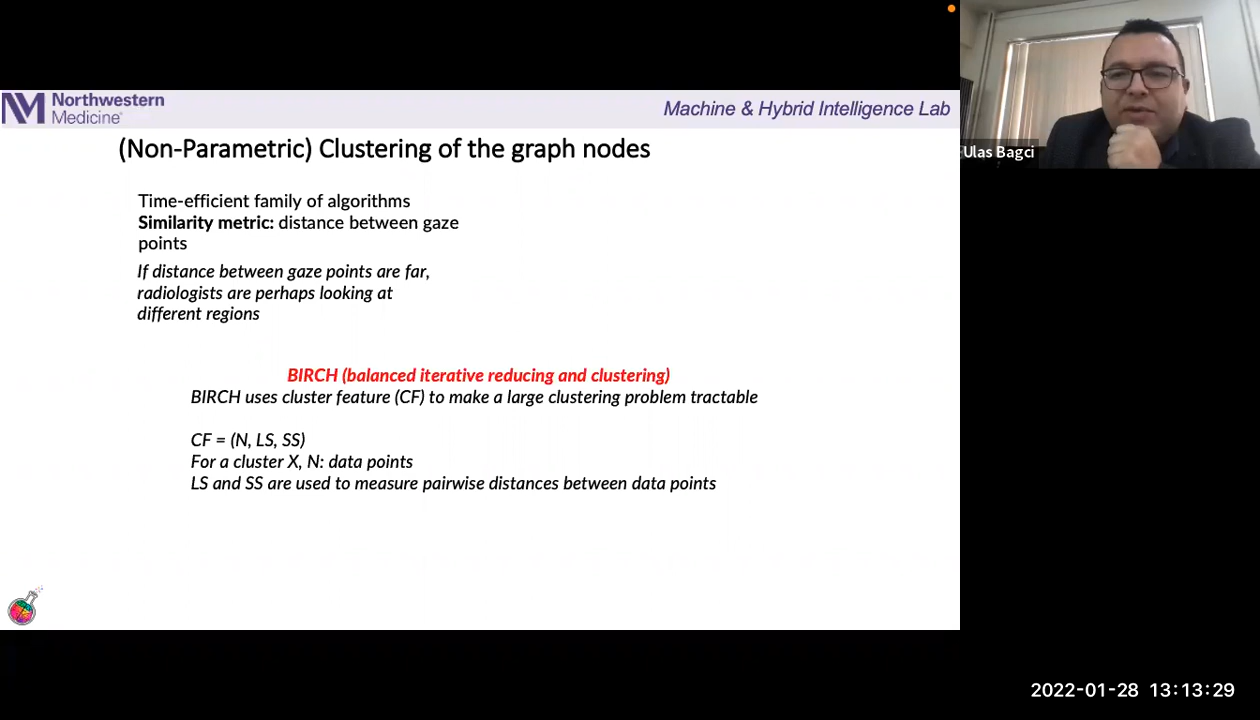 Northwestern
Medicine
Machine & Hybrid Intelligence Lab
(Non-Parametric) Clustering of the graph nodes
Time-efficient family of algorithms
Similarity metric: distance between gaze
points
If distance between gaze points are far,
radiologists are perhaps looking at
different regions
BIRCH (balanced iterative reducing and clustering)
BIRCH uses cluster feature (CF) to make a large clustering problem tractable
CF = (N, LS, SS)
For a cluster X, N: data points
LS and SS are used to measure pairwise distances between data points
Ulas Bagci
2022-01-28 13:13:29